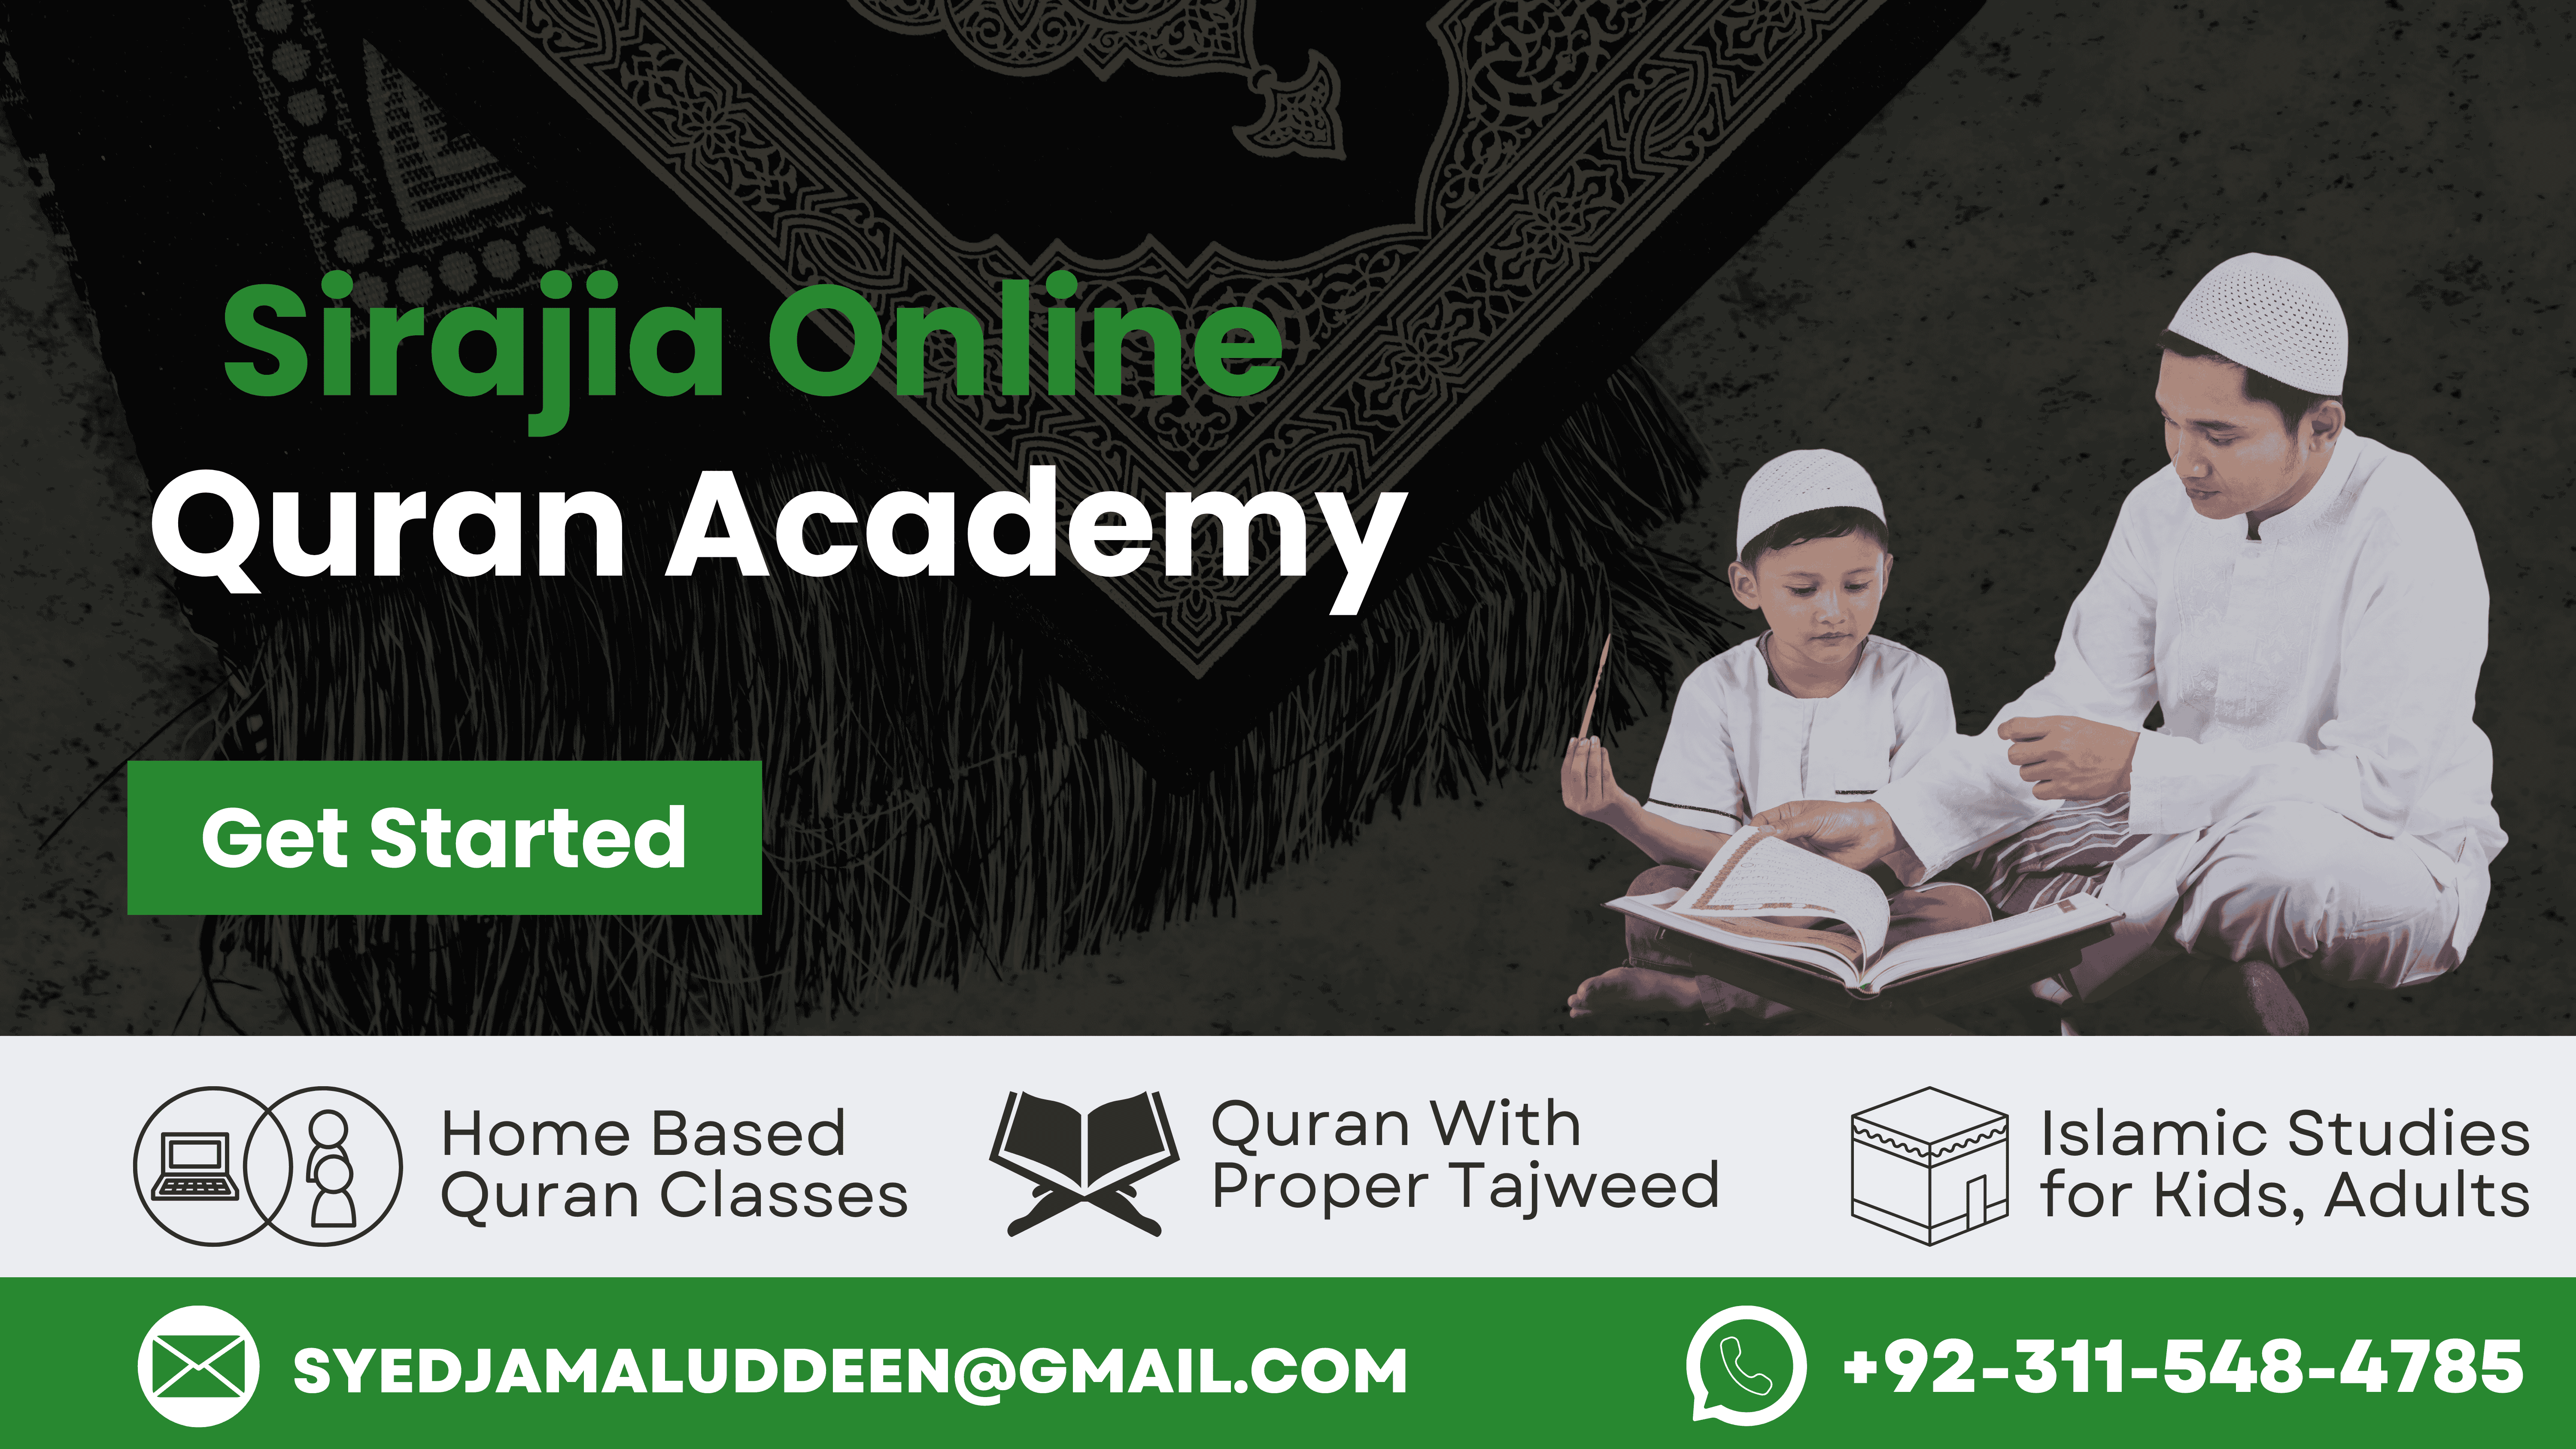 Sirajia Online
Quran Academy
Get Started
Home Based
Quran Classes
Quran With
Proper Tajweed
Islamic Studies
for Kids, Adults
SYEDJAMALUDDEEN@GMAIL.COM
+92-311-548-4785